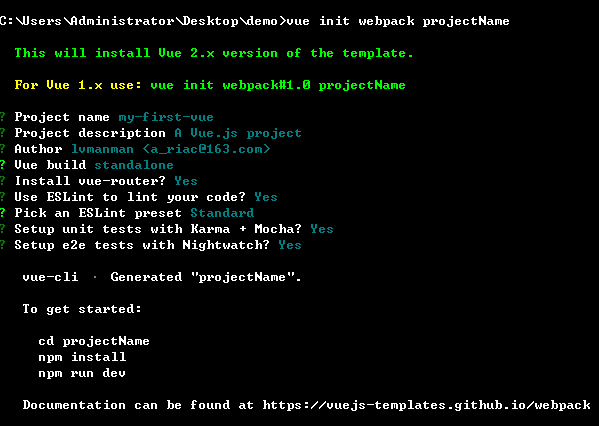 C:\Users\Administrator\Desktop\demo>vue init webpack projectName
This will install Vue 2.x version of the template.
For Vue 1.x use: vue init webpack#1.0 projectName
? Project name my-first-vue
? Project description A Vue.js project
? Author lvmanman <a_riac@163.com>
? Vue build standalone
? Install vue-router? Yes
? Use ESLint to lint your code? Yes
? Pick an ESLint preset Standard
? Setup unit tests with Karma + Mocha? Yes
? Setup e2e tests with Nightwatch? Yes
vue-cli · Generated "projectName".
To get started:
cd projectName
npm install
npm run dev
Documentation can be found at https://vuejs-templates.github.io/webpack